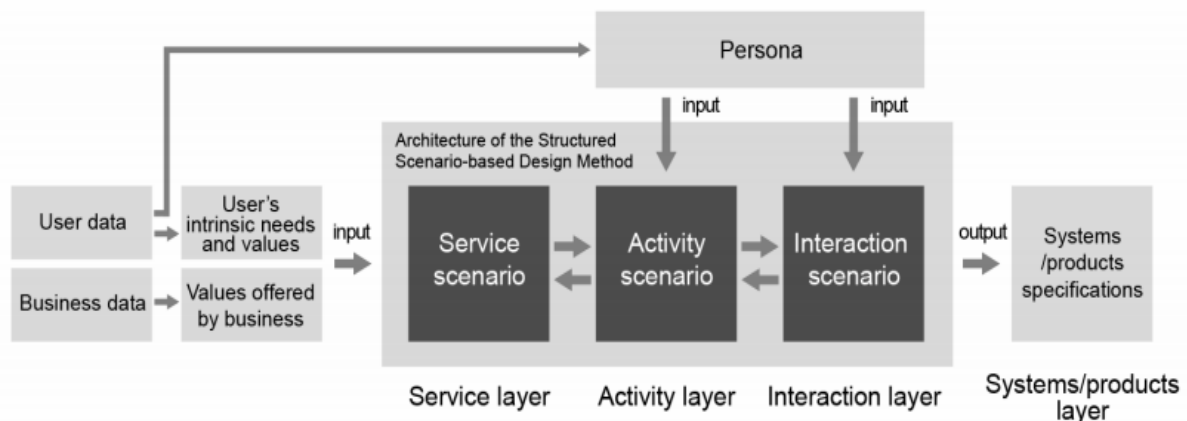 Persona
input
input
Architecture of the Structured
Scenario-based Design Method
User data
User's
intrinsic needs
and values
input
Service
scenario
Activity
scenario
Interaction
scenario
output
Systems
/products
specifications
Business data
Values offered
by business
Service layer
Activity layer
Interaction layer
Systems/products
layer